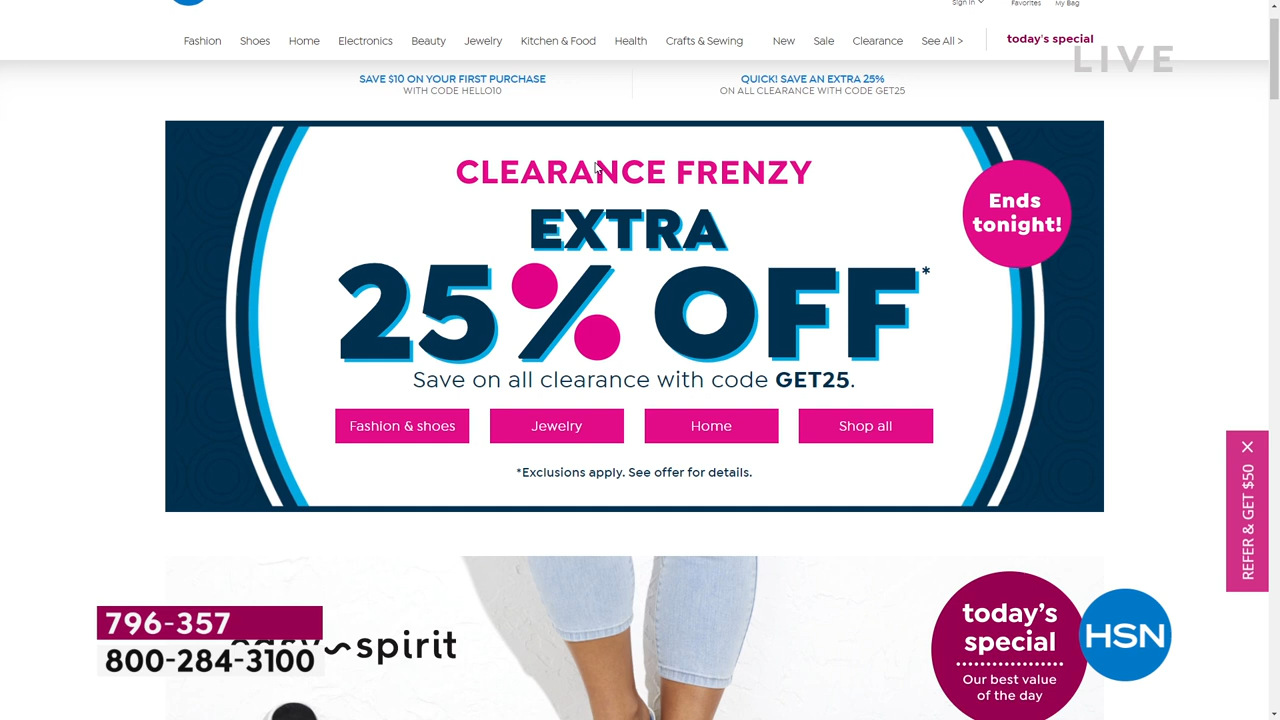 Sign In
Favorites
My Bag
Fashion Shoes Home Electronics Beauty Jewelry Kitchen & Food Health Crafts & Sewing New Sale Clearance See All > today's special
LIVE
SAVE $10 ON YOUR FIRST PURCHASE
WITH CODE HELLO10
QUICK! SAVE AN EXTRA 25%
ON ALL CLEARANCE WITH CODE GET25
CLEARANCE FRENZY
EXTRA
25% OFF*
Ends
tonight!
Save on all clearance with code GET25.
Fashion & shoes
Jewelry
Home
Shop all
*Exclusions apply. See offer for details.
REFER & GET $50
796-357
800-284-3100
spirit
today's
special
Our best value
of the day
HSN